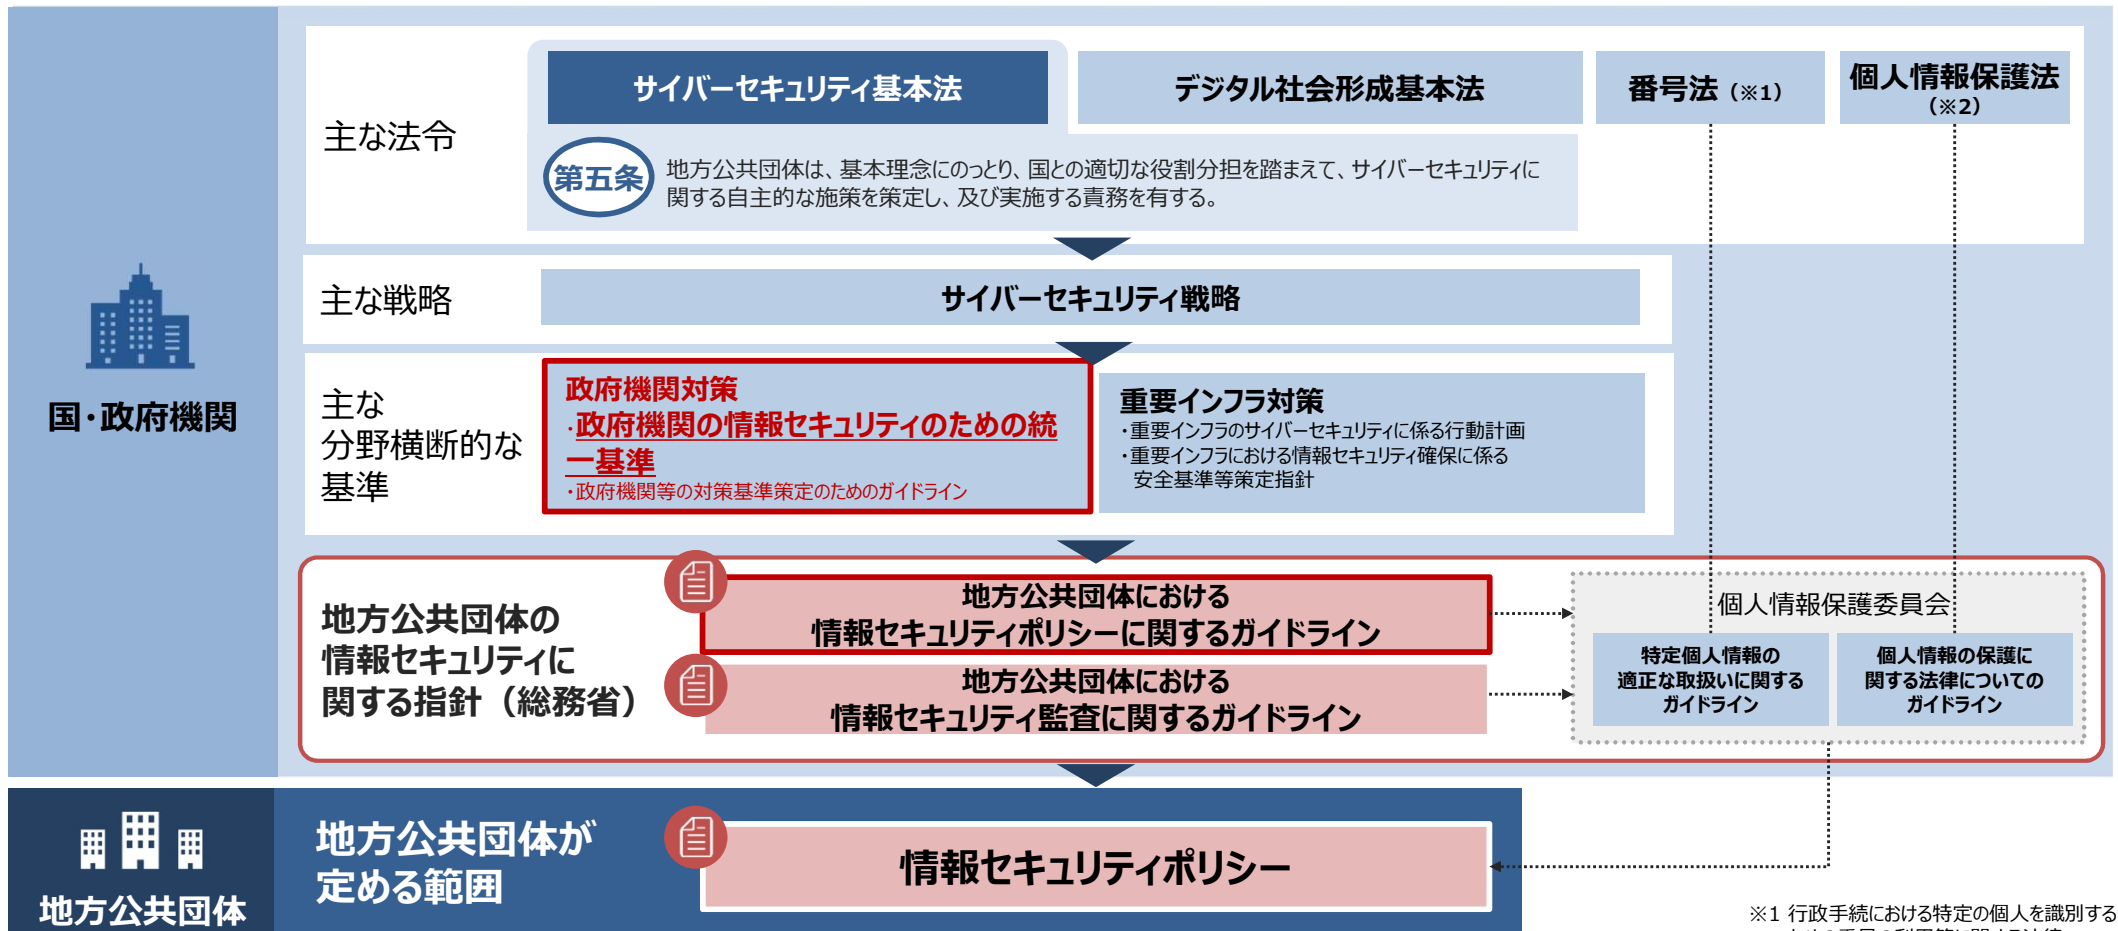 国・政府機関
主な法令
サイバーセキュリティ基本法
デジタル社会形成基本法
番号法（※1）
個人情報保護法
（※2）
第五条
地方公共団体は、基本理念にのっとり、国との適切な役割分担を踏まえて、サイバーセキュリティに
関する自主的な施策を策定し、及び実施する責務を有する。
主な戦略
サイバーセキュリティ戦略
主な
分野横断的な
基準
政府機関対策
・政府機関の情報セキュリティのための統
一基準
・政府機関等の対策基準策定のためのガイドライン
重要インフラ対策
・重要インフラのサイバーセキュリティに係る行動計画
・重要インフラにおける情報セキュリティ確保に係る
安全基準等策定指針
地方公共団体の
情報セキュリティに
関する指針（総務省）
地方公共団体における
情報セキュリティポリシーに関するガイドライン
地方公共団体における
情報セキュリティ監査に関するガイドライン
個人情報保護委員会
特定個人情報の
適正な取扱いに関する
ガイドライン
個人情報の保護に
関する法律についての
ガイドライン
地方公共団体
地方公共団体が
定める範囲
情報セキュリティポリシー
※1 行政手続における特定の個人を識別する